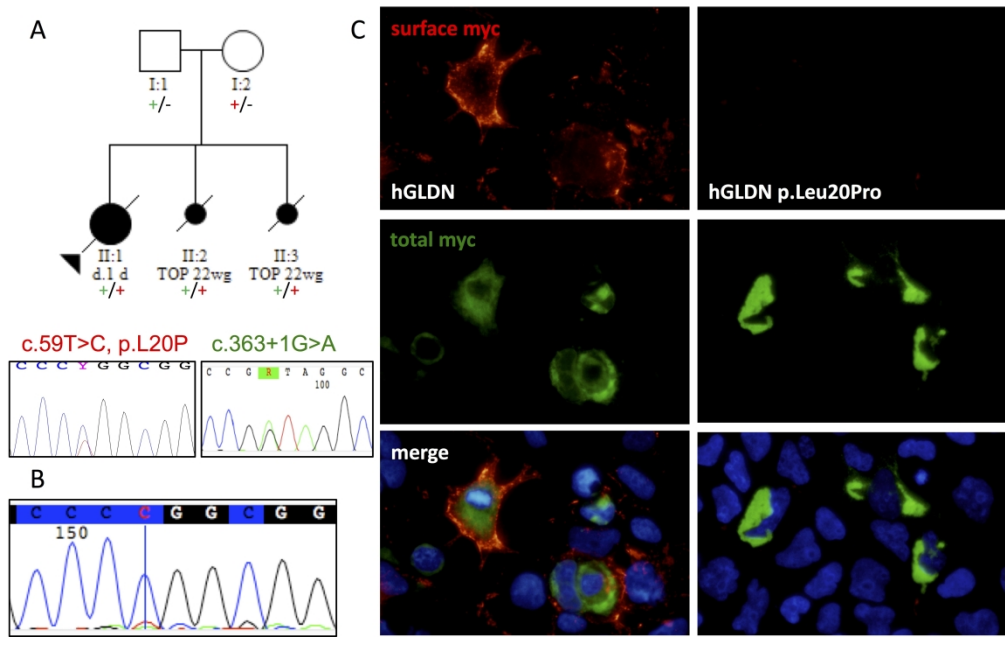 A
I:1
+/-
I:2
+/-
II:1
d.1 d
+/+
II:2
TOP 22wg
+/+
II:3
TOP 22wg
+/+
c.59T>C, p.L20P
C C C Y G G C G G
c.363+1G>A
C C G R T A G G C
100
B
C C C C G G C G G
150
C
surface myc
hGLDN
hGLDN p.Leu20Pro
total myc
merge